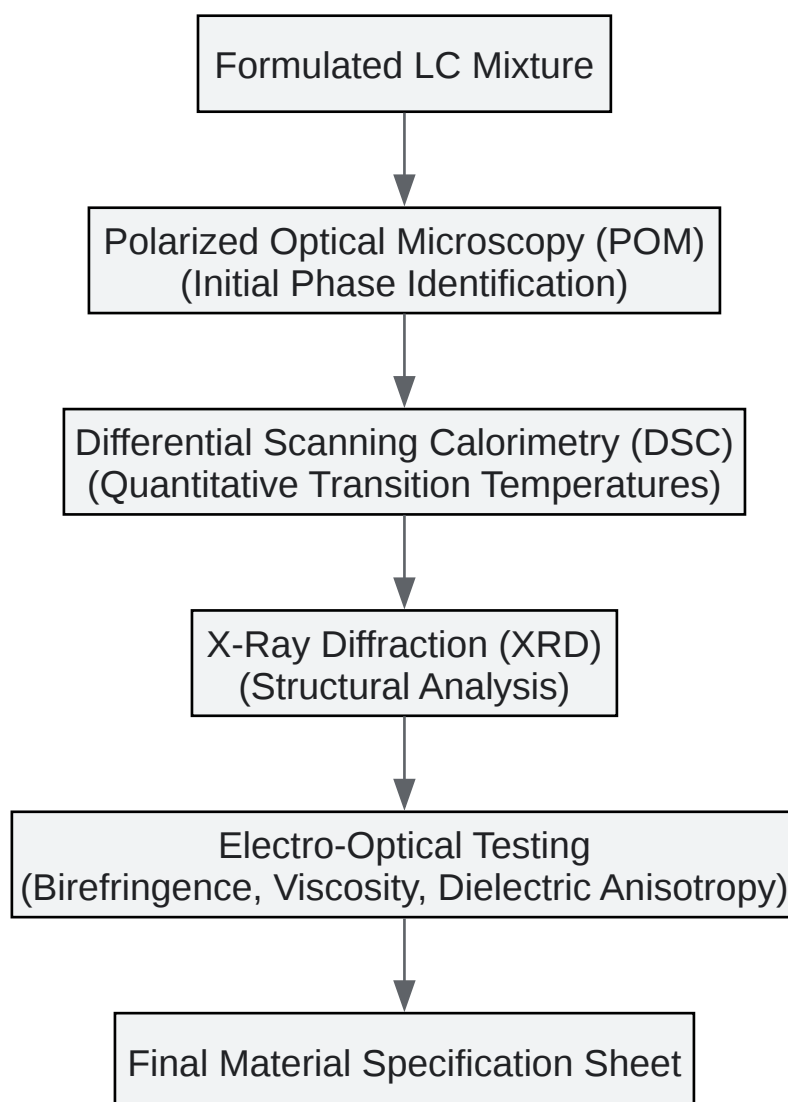 Formulated LC Mixture
Polarized Optical Microscopy (POM)
(Initial Phase Identification)
Differential Scanning Calorimetry (DSC)
(Quantitative Transition Temperatures)
X-Ray Diffraction (XRD)
(Structural Analysis)
Electro-Optical Testing
(Birefringence, Viscosity, Dielectric Anisotropy)
Final Material Specification Sheet